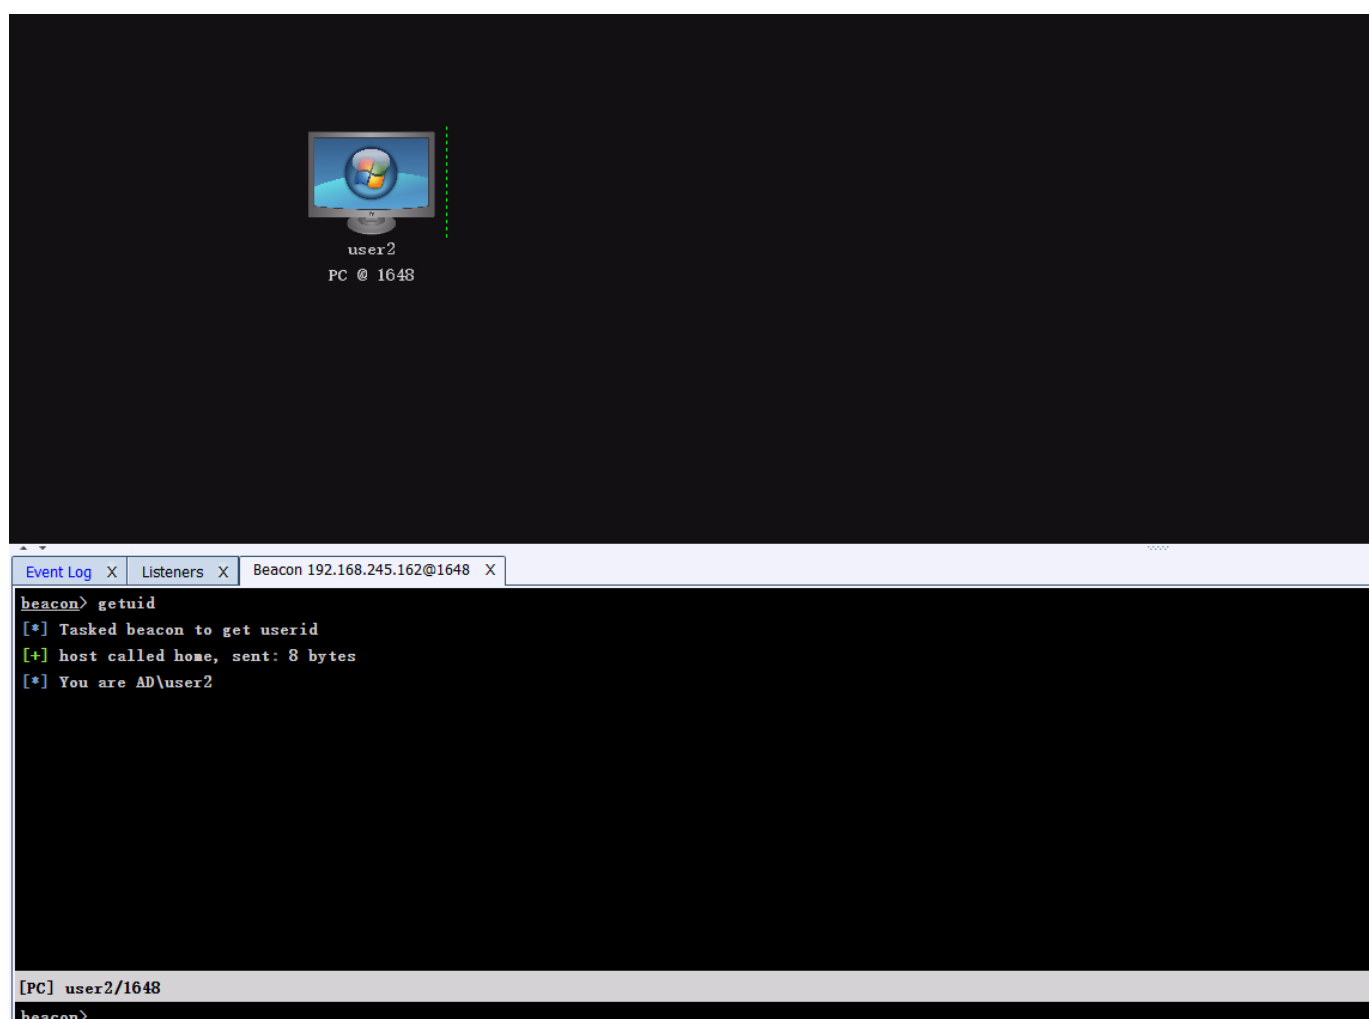 user2
PC @ 1648
Event Log X Listeners X Beacon 192.168.245.162@1648 X
beacon> getuid
[*] Tasked beacon to get userid
[+] host called home, sent: 8 bytes
[*] You are AD\user2
[PC] user2/1648
beacon>